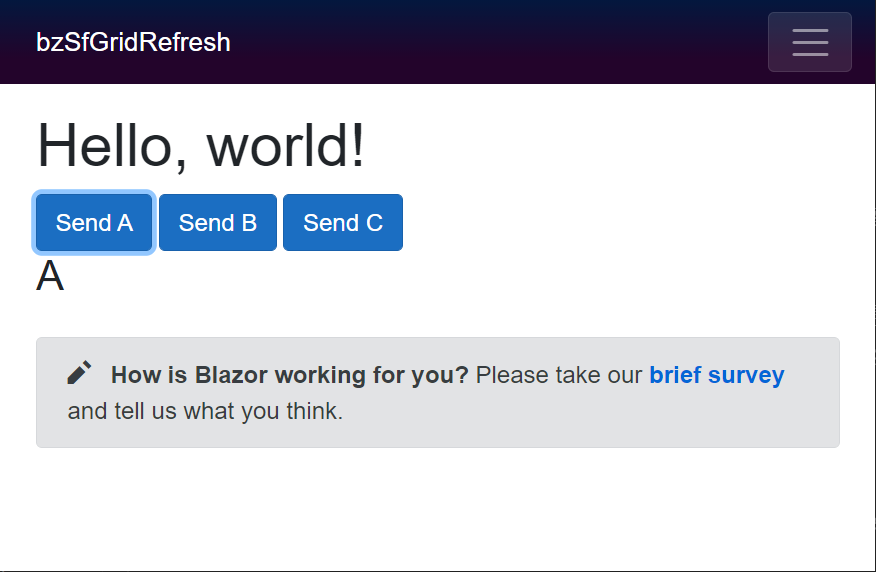 bzSfGridRefresh
Hello, world!
Send A Send B Send C
A
How is Blazor working for you? Please take our brief survey
and tell us what you think.